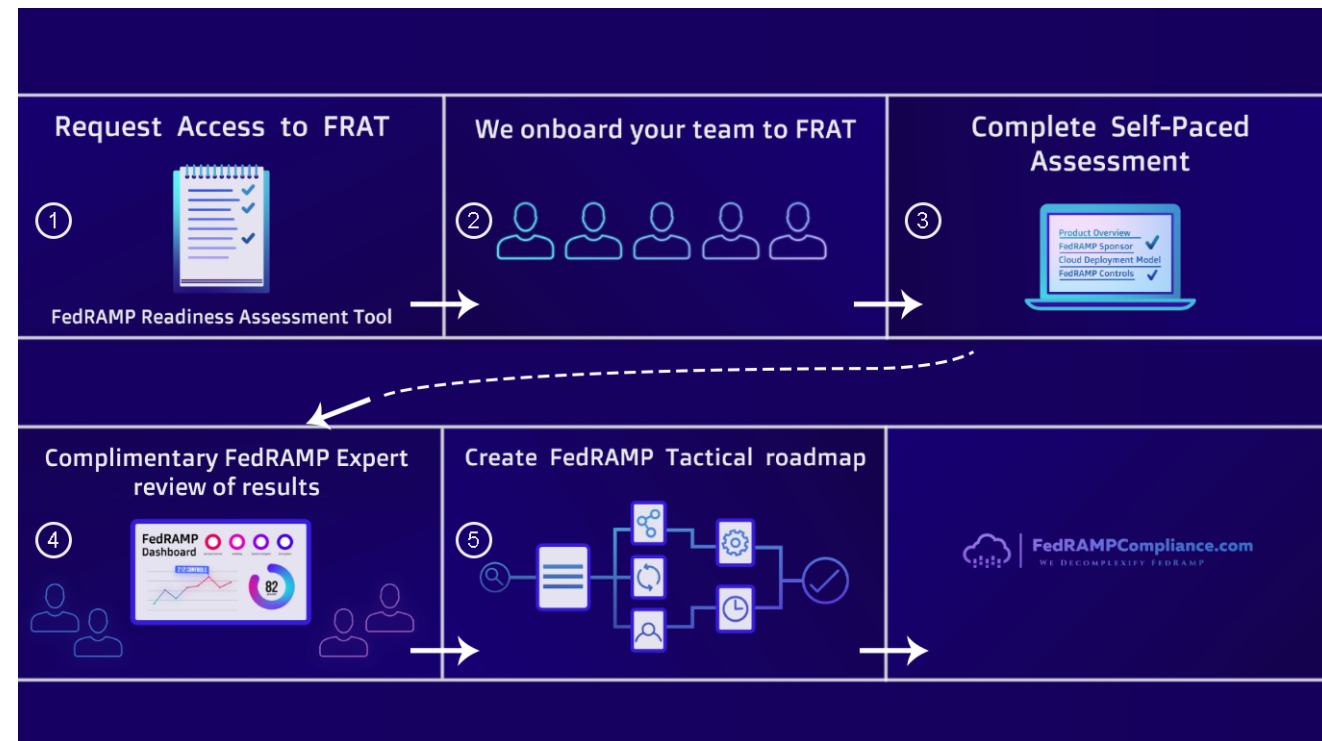 Request Access to FRAT
1
FedRAMP Readiness Assessment Tool
We onboard your team to FRAT
2
Complete Self-Paced
Assessment
3
Product Overview
FedRAMP Sponsor
Cloud Deployment Model
FedRAMP Controls
Complimentary FedRAMP Expert
review of results
4
FedRAMP
Dashboard
212 CONTROLS
82
Create FedRAMP Tactical roadmap
5
FedRAMPCompliance.com
WE DECOMPLEXIFY FEDRAMP